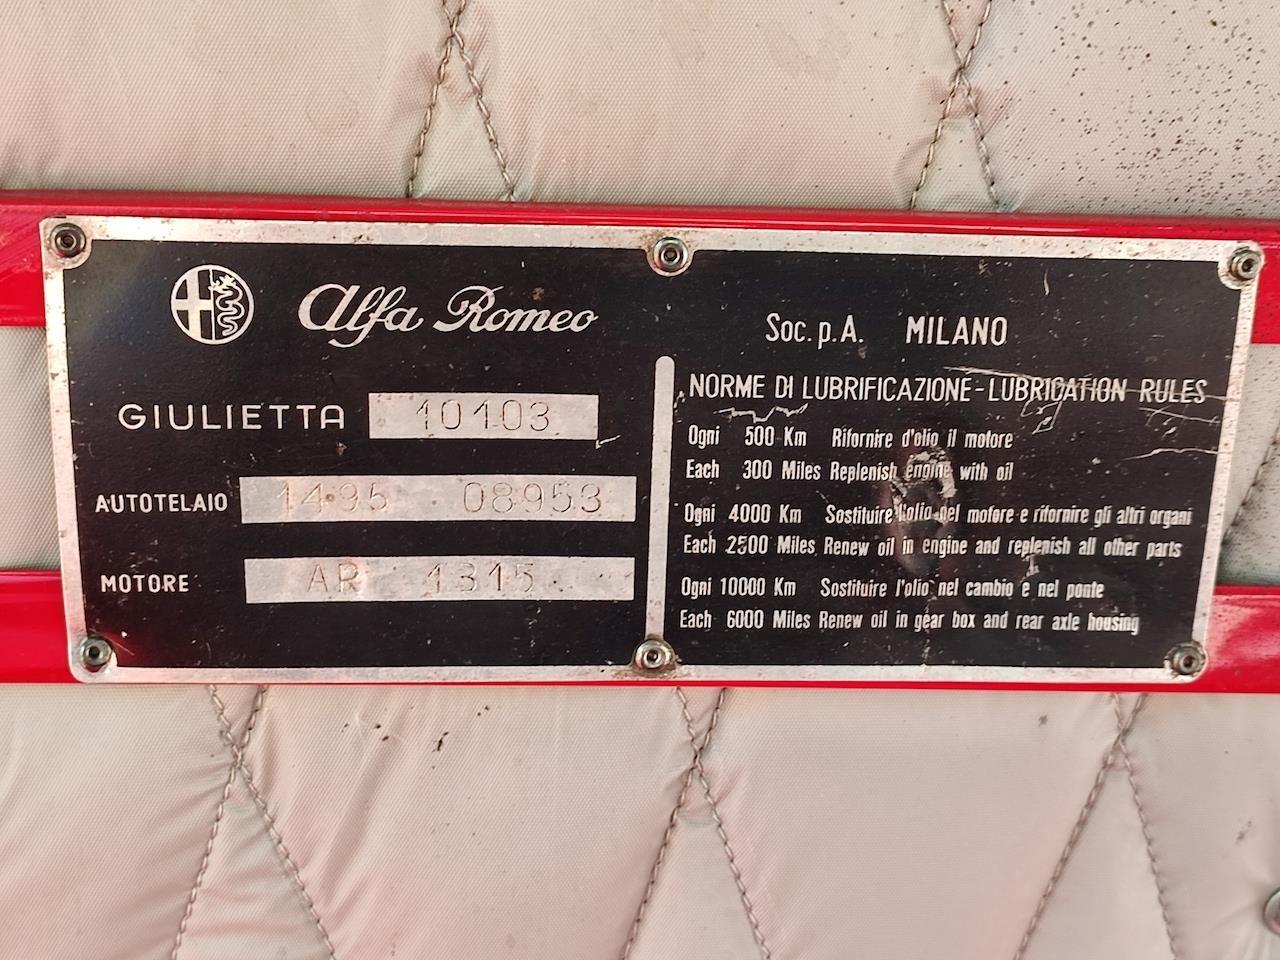 Alfa Romeo
GIULIETTA 10103
AUTOTELAIO 1495 08953
MOTORE AR 1315
Soc. p. A. MILANO
NORME DI LUBRIFICAZIONE - LUBRICATION RULES
Ogni 500 Km Rifornire d'olio il motore
Each 300 Miles Replenish engine with oil
Ogni 4000 Km Sostituire l'olio nel motore e rifornire gli altri organi
Each 2500 Miles Renew oil in engine and replenish all other parts
Ogni 10000 Km Sostituire l'olio nel cambio e nel ponte
Each 6000 Miles Renew oil in gear box and rear axle housing